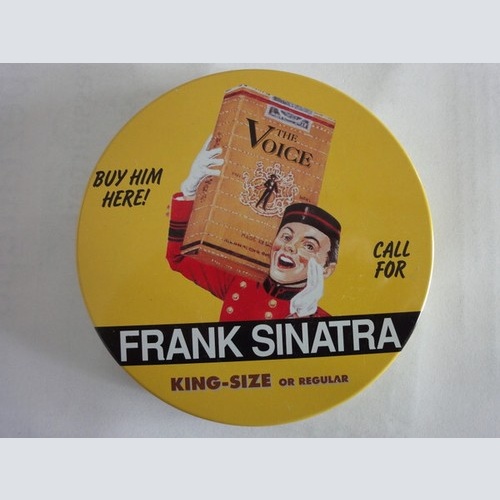 THE
VOICE
BUY HIM
HERE!
CALL
FOR
FRANK SINATRA
KING-SIZE OR REGULAR